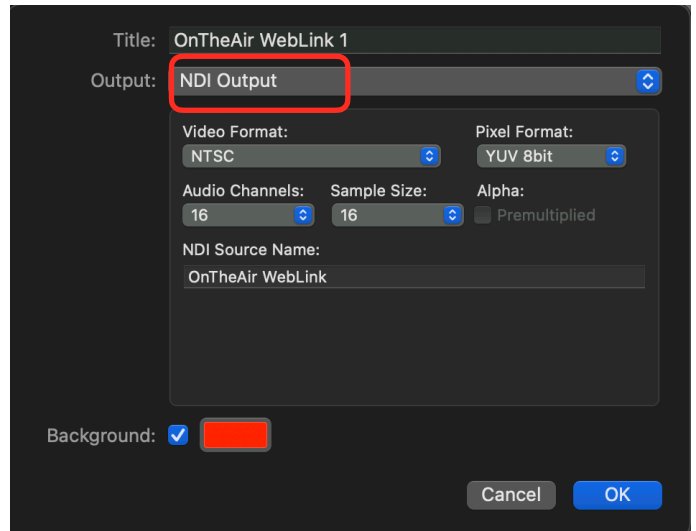 Title: OnTheAir WebLink 1
Output: NDI Output
Video Format: Pixel Format:
NTSC YUV 8bit
Audio Channels: Sample Size: Alpha:
16 16 Premultiplied
NDI Source Name:
OnTheAir WebLink
Background:
Cancel OK